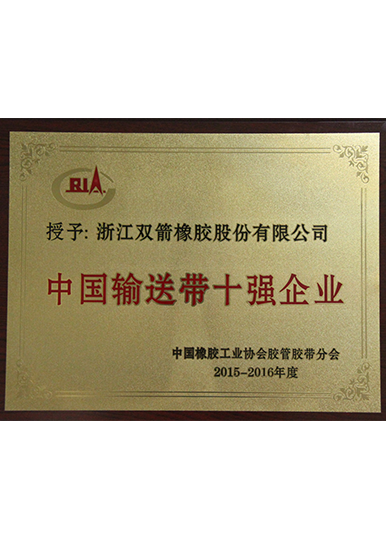 RIA
授予: 浙江双箭橡胶股份有限公司
中国输送带十强企业
中国橡胶工业协会胶管胶带分会
2015-2016年度